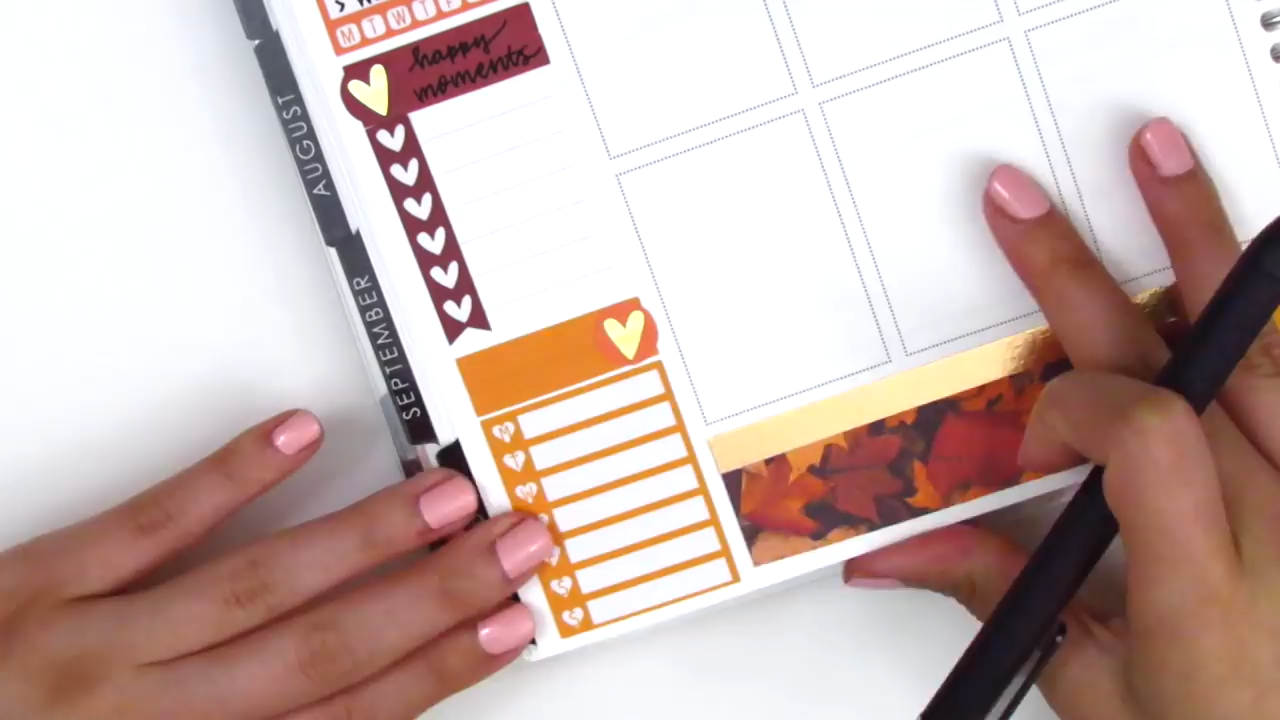 M T W T F
happy
moments
AUGUST
SEPTEMBER
M
T
W
S
S